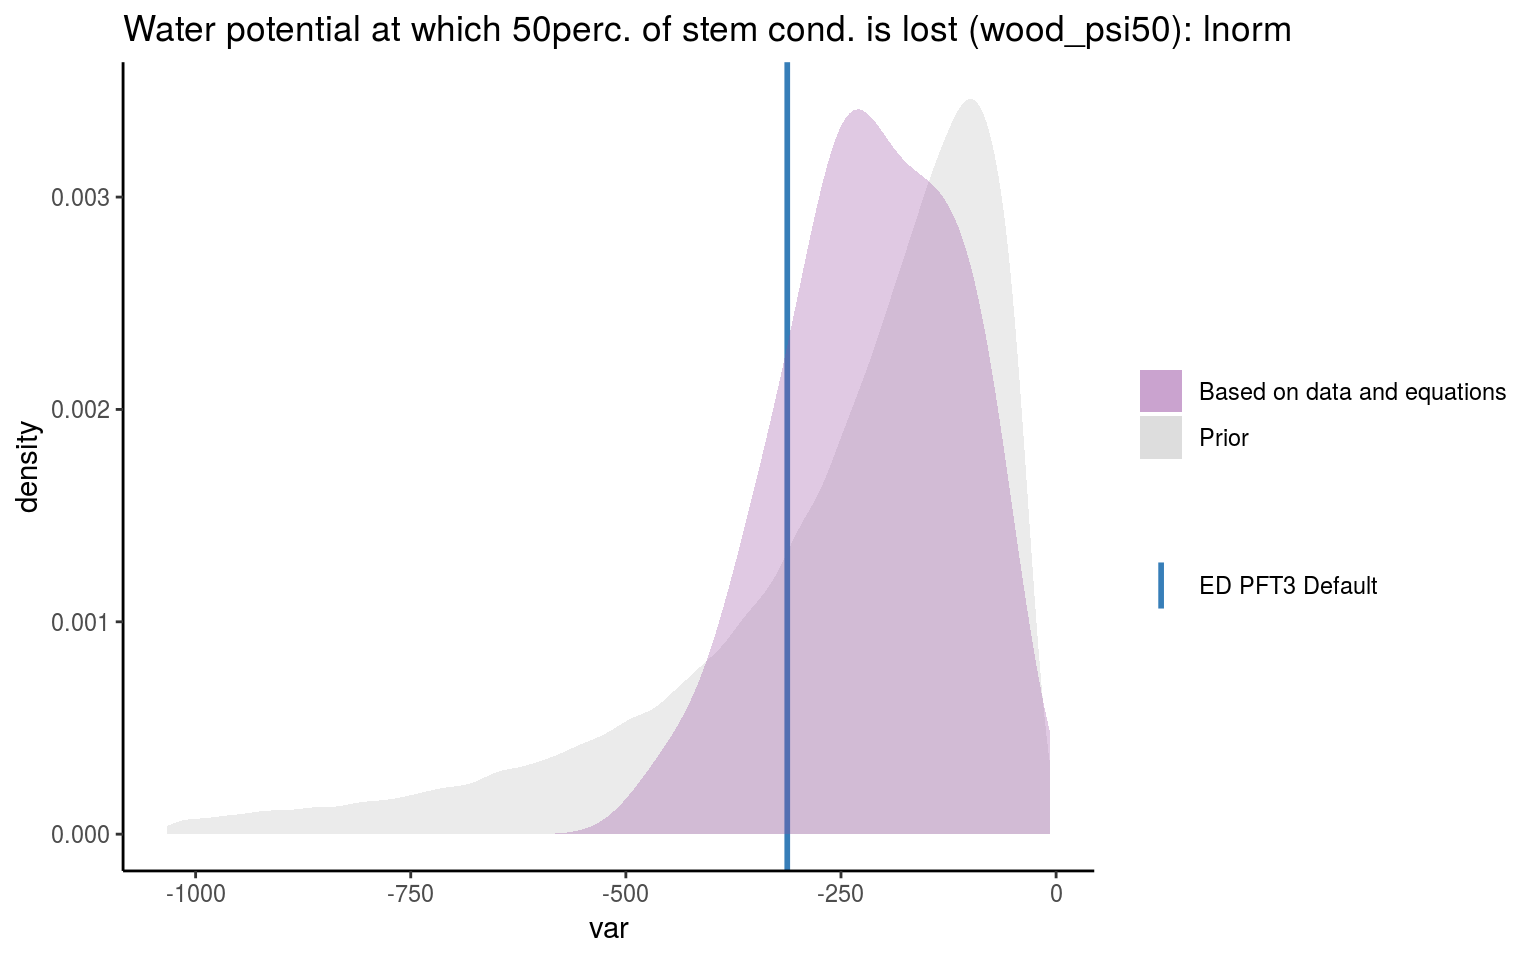 Water potential at which 50perc. of stem cond. is lost (wood_psi50): lnorm
0.003
0.002
0.001
0.000
density
-1000
-750
-500
-250
0
var
Based on data and equations
Prior
ED PFT3 Default